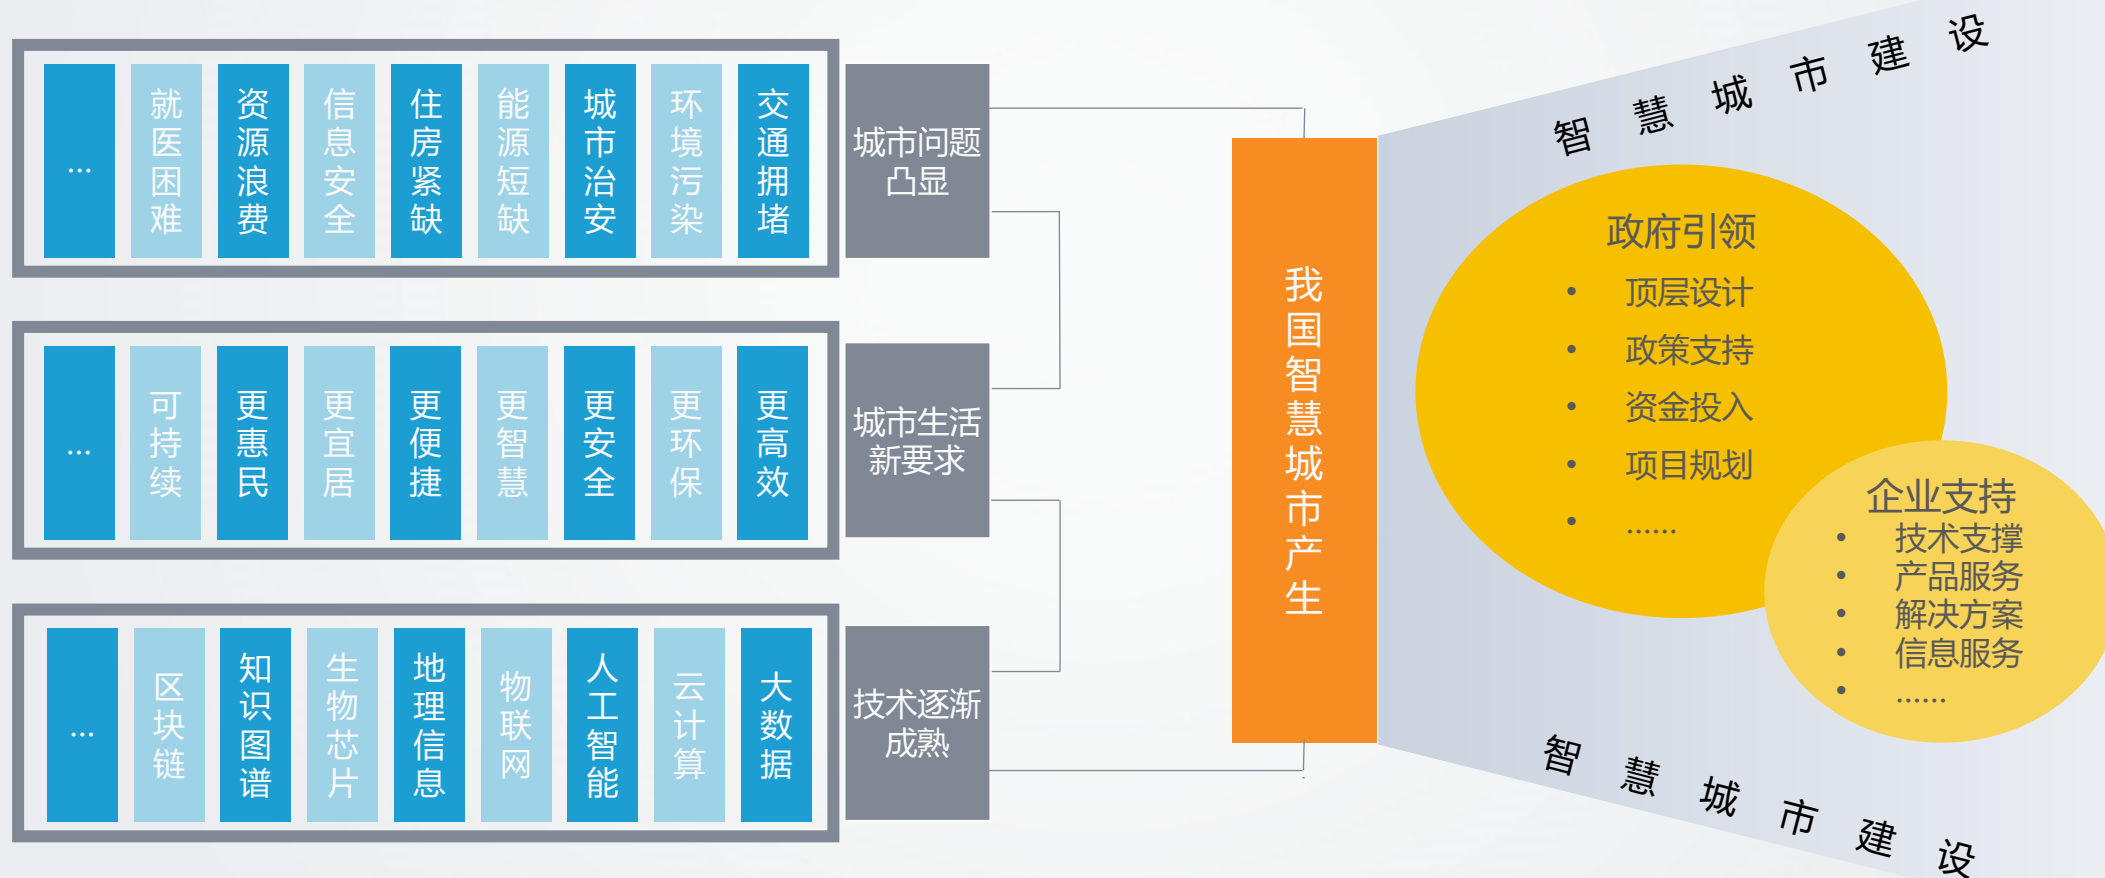 ...
就医困难
资源浪费
信息安全
住房紧缺
能源短缺
城市治安
环境污染
交通拥堵
城市问题
凸显
...
可持续
更惠民
更宜居
更便捷
更智慧
更安全
更环保
更高效
城市生活
新要求
...
区块链
知识图谱
生物芯片
地理信息
物联网
人工智能
云计算
大数据
技术逐渐
成熟
我国智慧城市产生
智慧城市建设
政府引领
• 顶层设计
• 政策支持
• 资金投入
• 项目规划
• ......
企业支持
• 技术支撑
• 产品服务
• 解决方案
• 信息服务
• ......
智慧城市建设